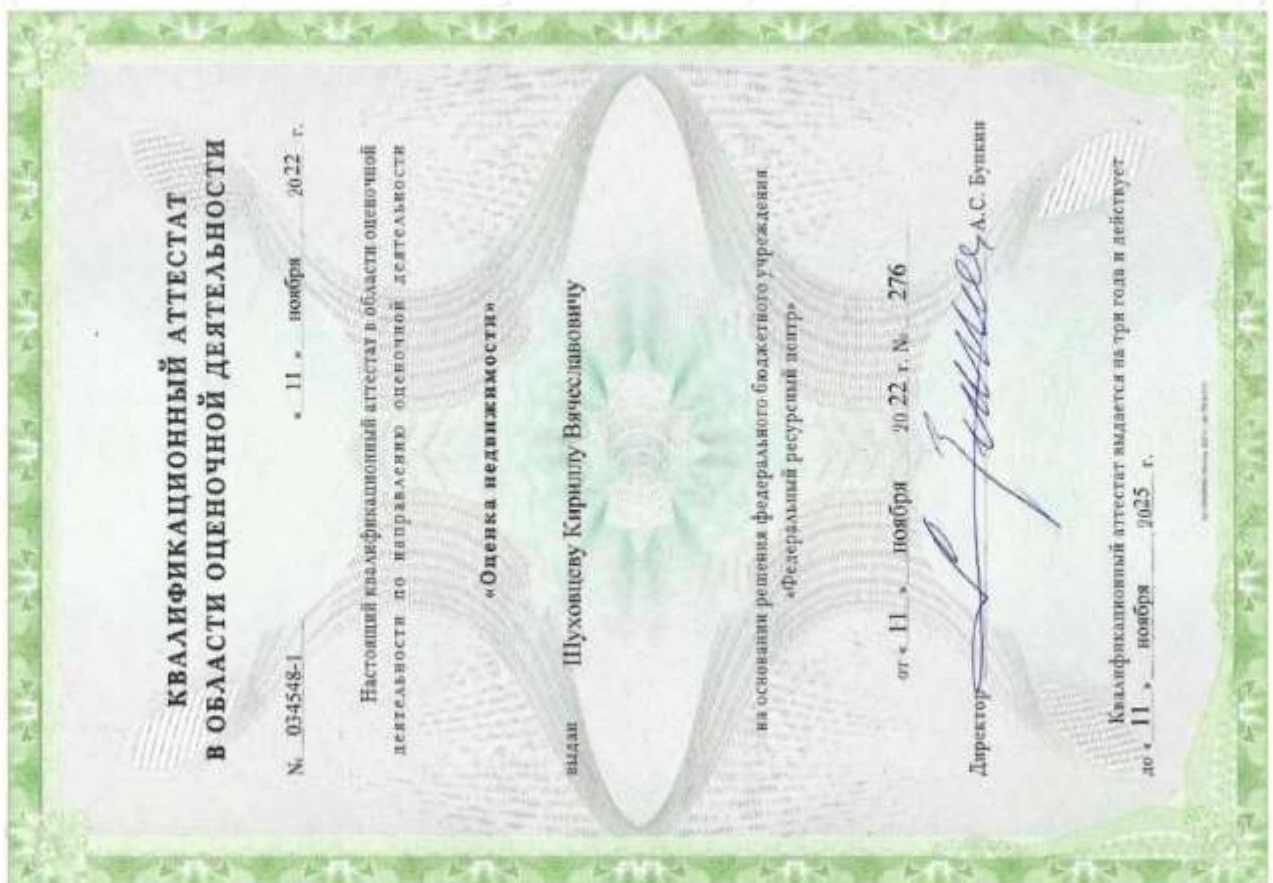 КВАЛИФИКАЦИОННЫЙ АТТЕСТАТ
В ОБЛАСТИ ОЦЕНОЧНОЙ ДЕЯТЕЛЬНОСТИ
№ 034548-1 « 11 » ноября 2022 г.
Настоящий квалификационный аттестат в области оценочной
деятельности по направлению оценочной деятельности
«Оценка недвижимости»
выдан Шуховцеву Кириллу Вячеславовичу
на основании решения федерального бюджетного учреждения
«Федеральный ресурсный центр»
от « 11 » ноября 20 22 г. № 276
Директор А.С. Бункин
Квалификационный аттестат выдается на три года и действует
до « 11 » ноября 2025 г.